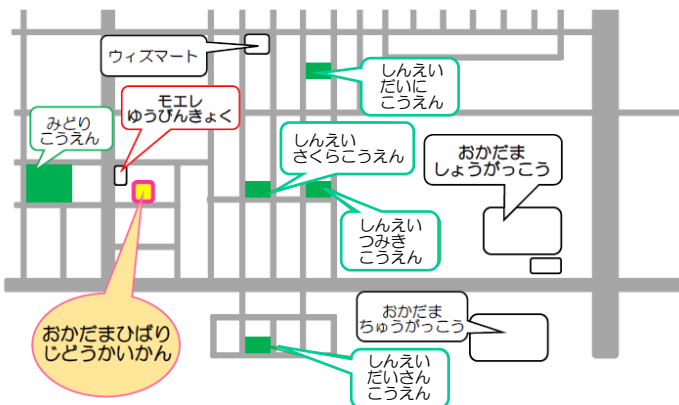 ウィズマート
しんえい
だいに
こうえん
モエレ
ゆうびんきょく
みどり
こうえん
しんえい
さくらこうえん
おかだま
しょうがっこう
しんえい
つみき
こうえん
おかだまひばり
じどうかいかん
おかだま
ちゅうがっこう
しんえい
だいさん
こうえん